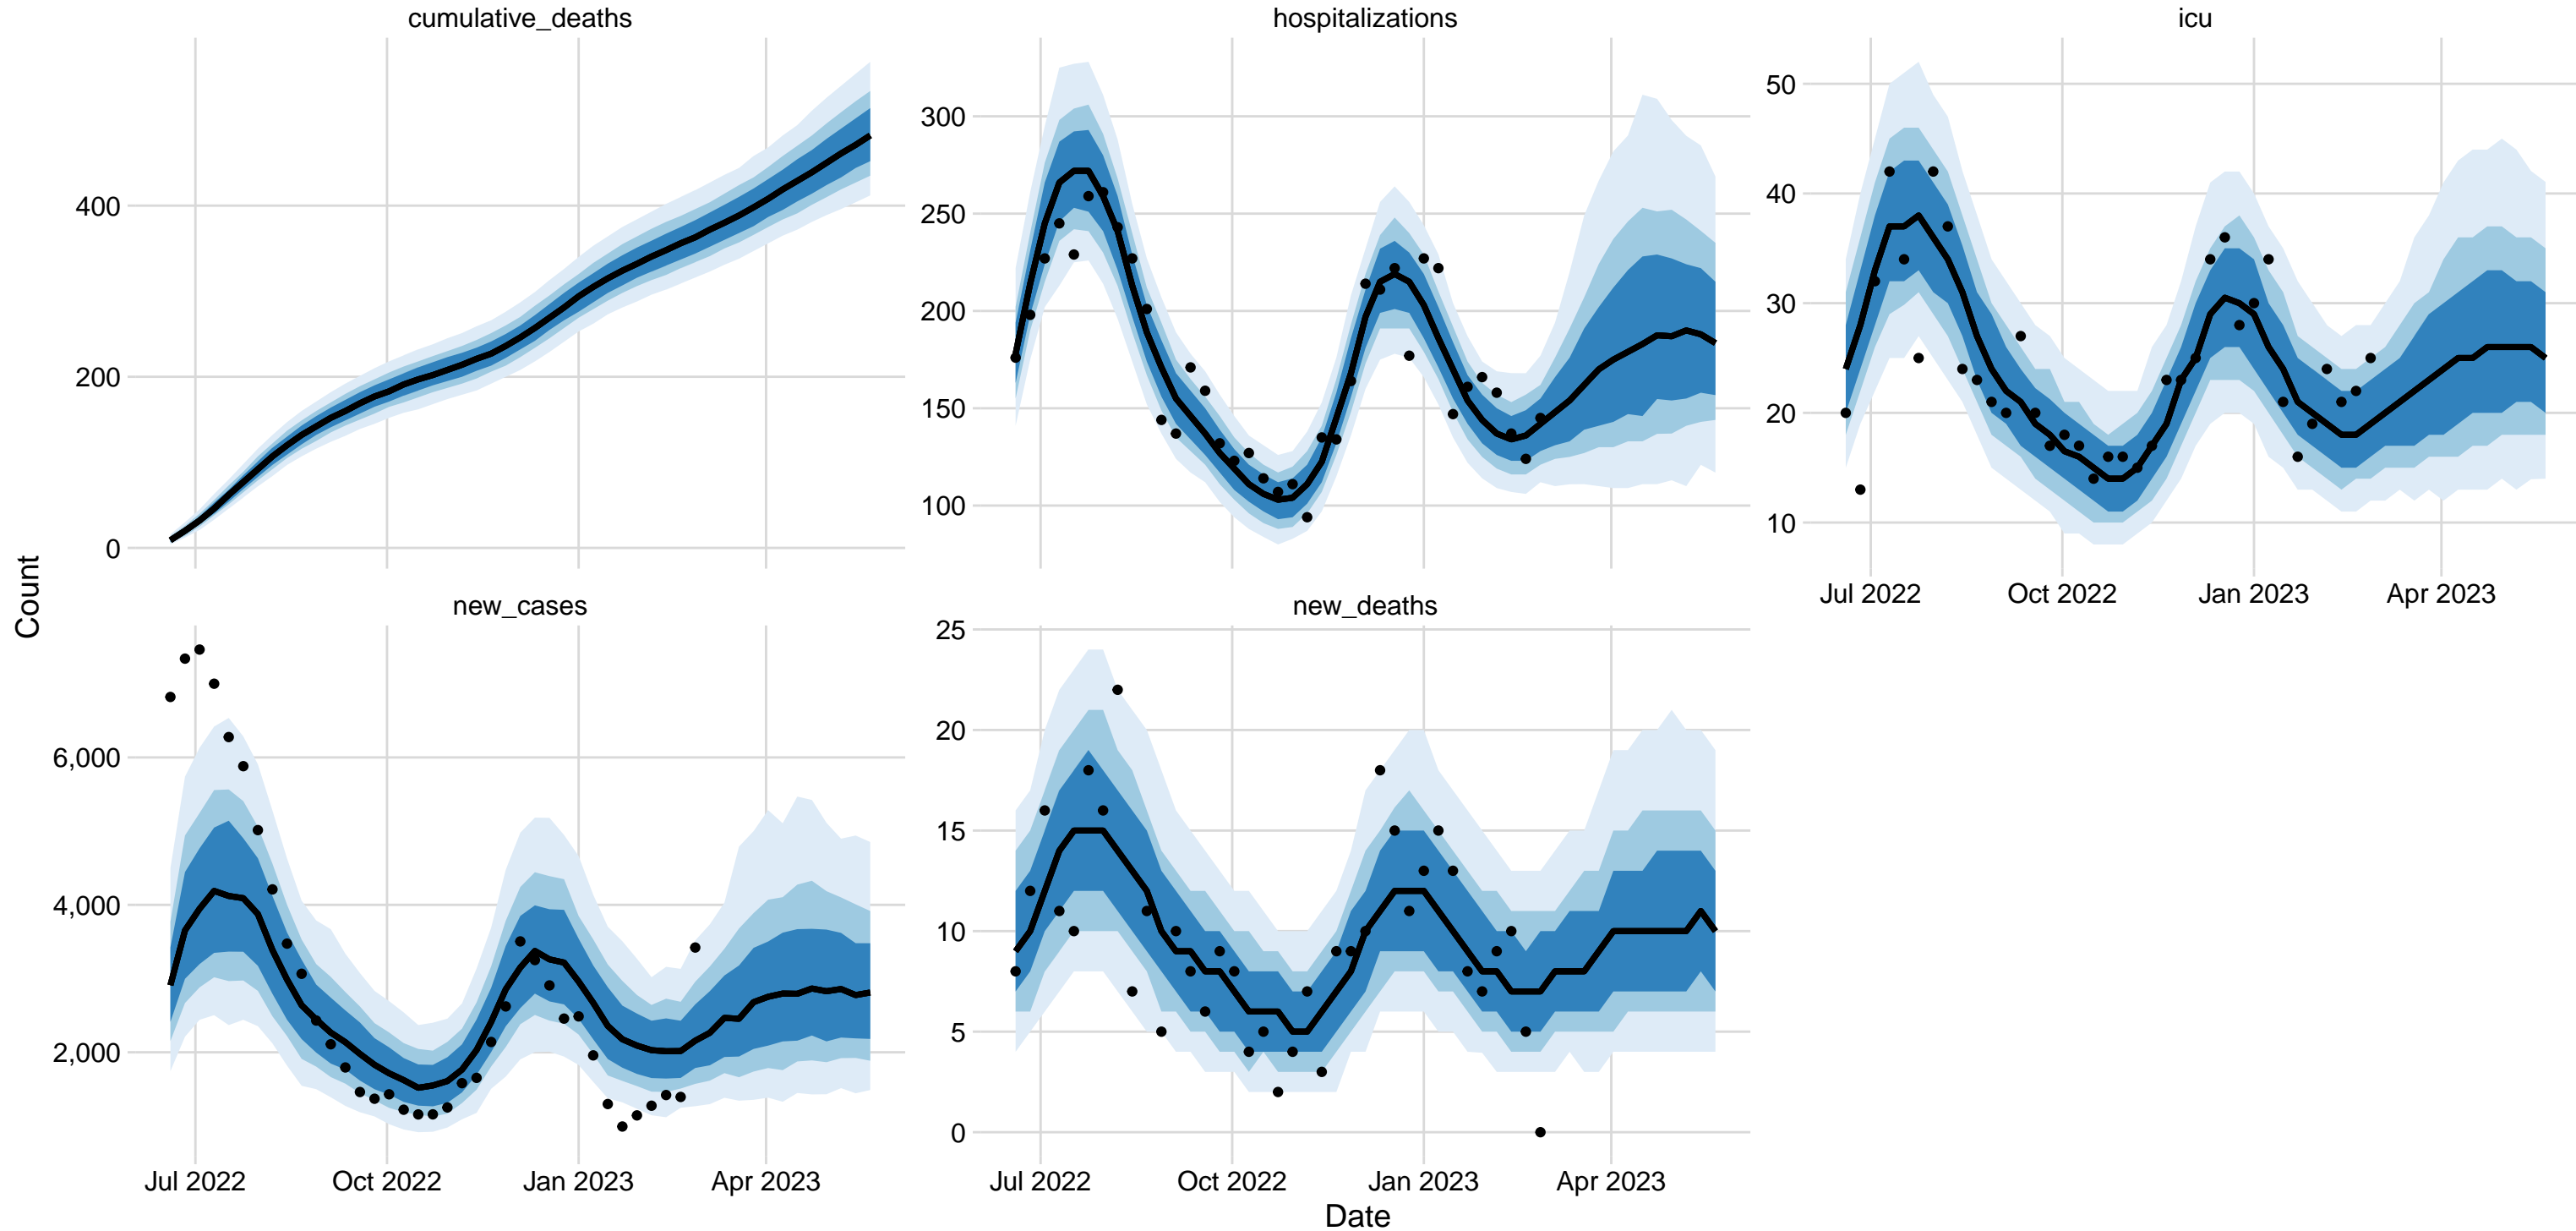 cumulative_deaths
hospitalizations
icu
400
200
0
300
250
200
150
100
50
40
30
20
10
Jul 2022
Oct 2022
Jan 2023
Apr 2023
Count
new_cases
new_deaths
6,000
4,000
2,000
25
20
15
10
5
0
Jul 2022
Oct 2022
Jan 2023
Apr 2023
Jul 2022
Oct 2022
Jan 2023
Apr 2023
Date